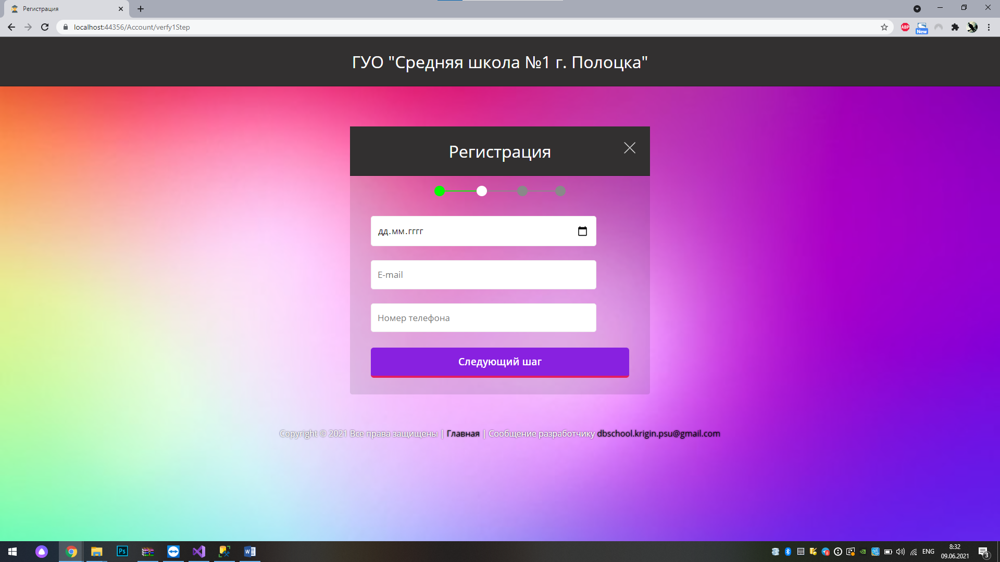 Регистрация
localhost:44356/Account/verfy1Step
ABP
New
ГУО "Средняя школа №1 г. Полоцка"
Регистрация
дд.мм.гггг
E-mail
Номер телефона
Следующий шаг
Copyright © 2021 Все права защищены | Главная | Сообщение разработчику dbschool.krigin.psu@gmail.com
Ps
W
8
ENG
8:32
09.06.2021
3